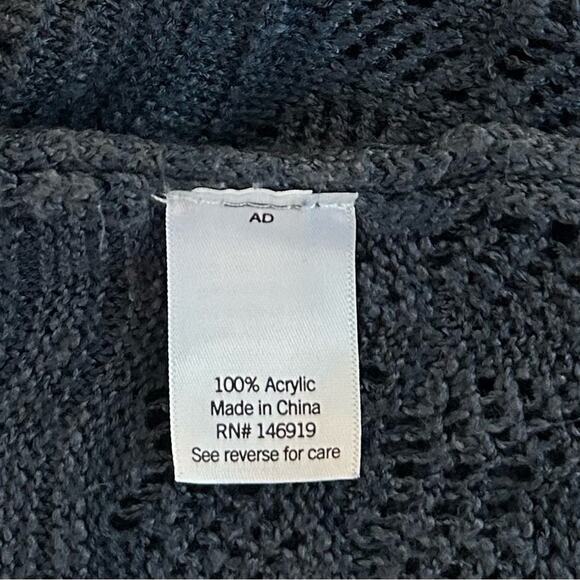 AD
100% Acrylic
Made in China
RN# 146919
See reverse for care